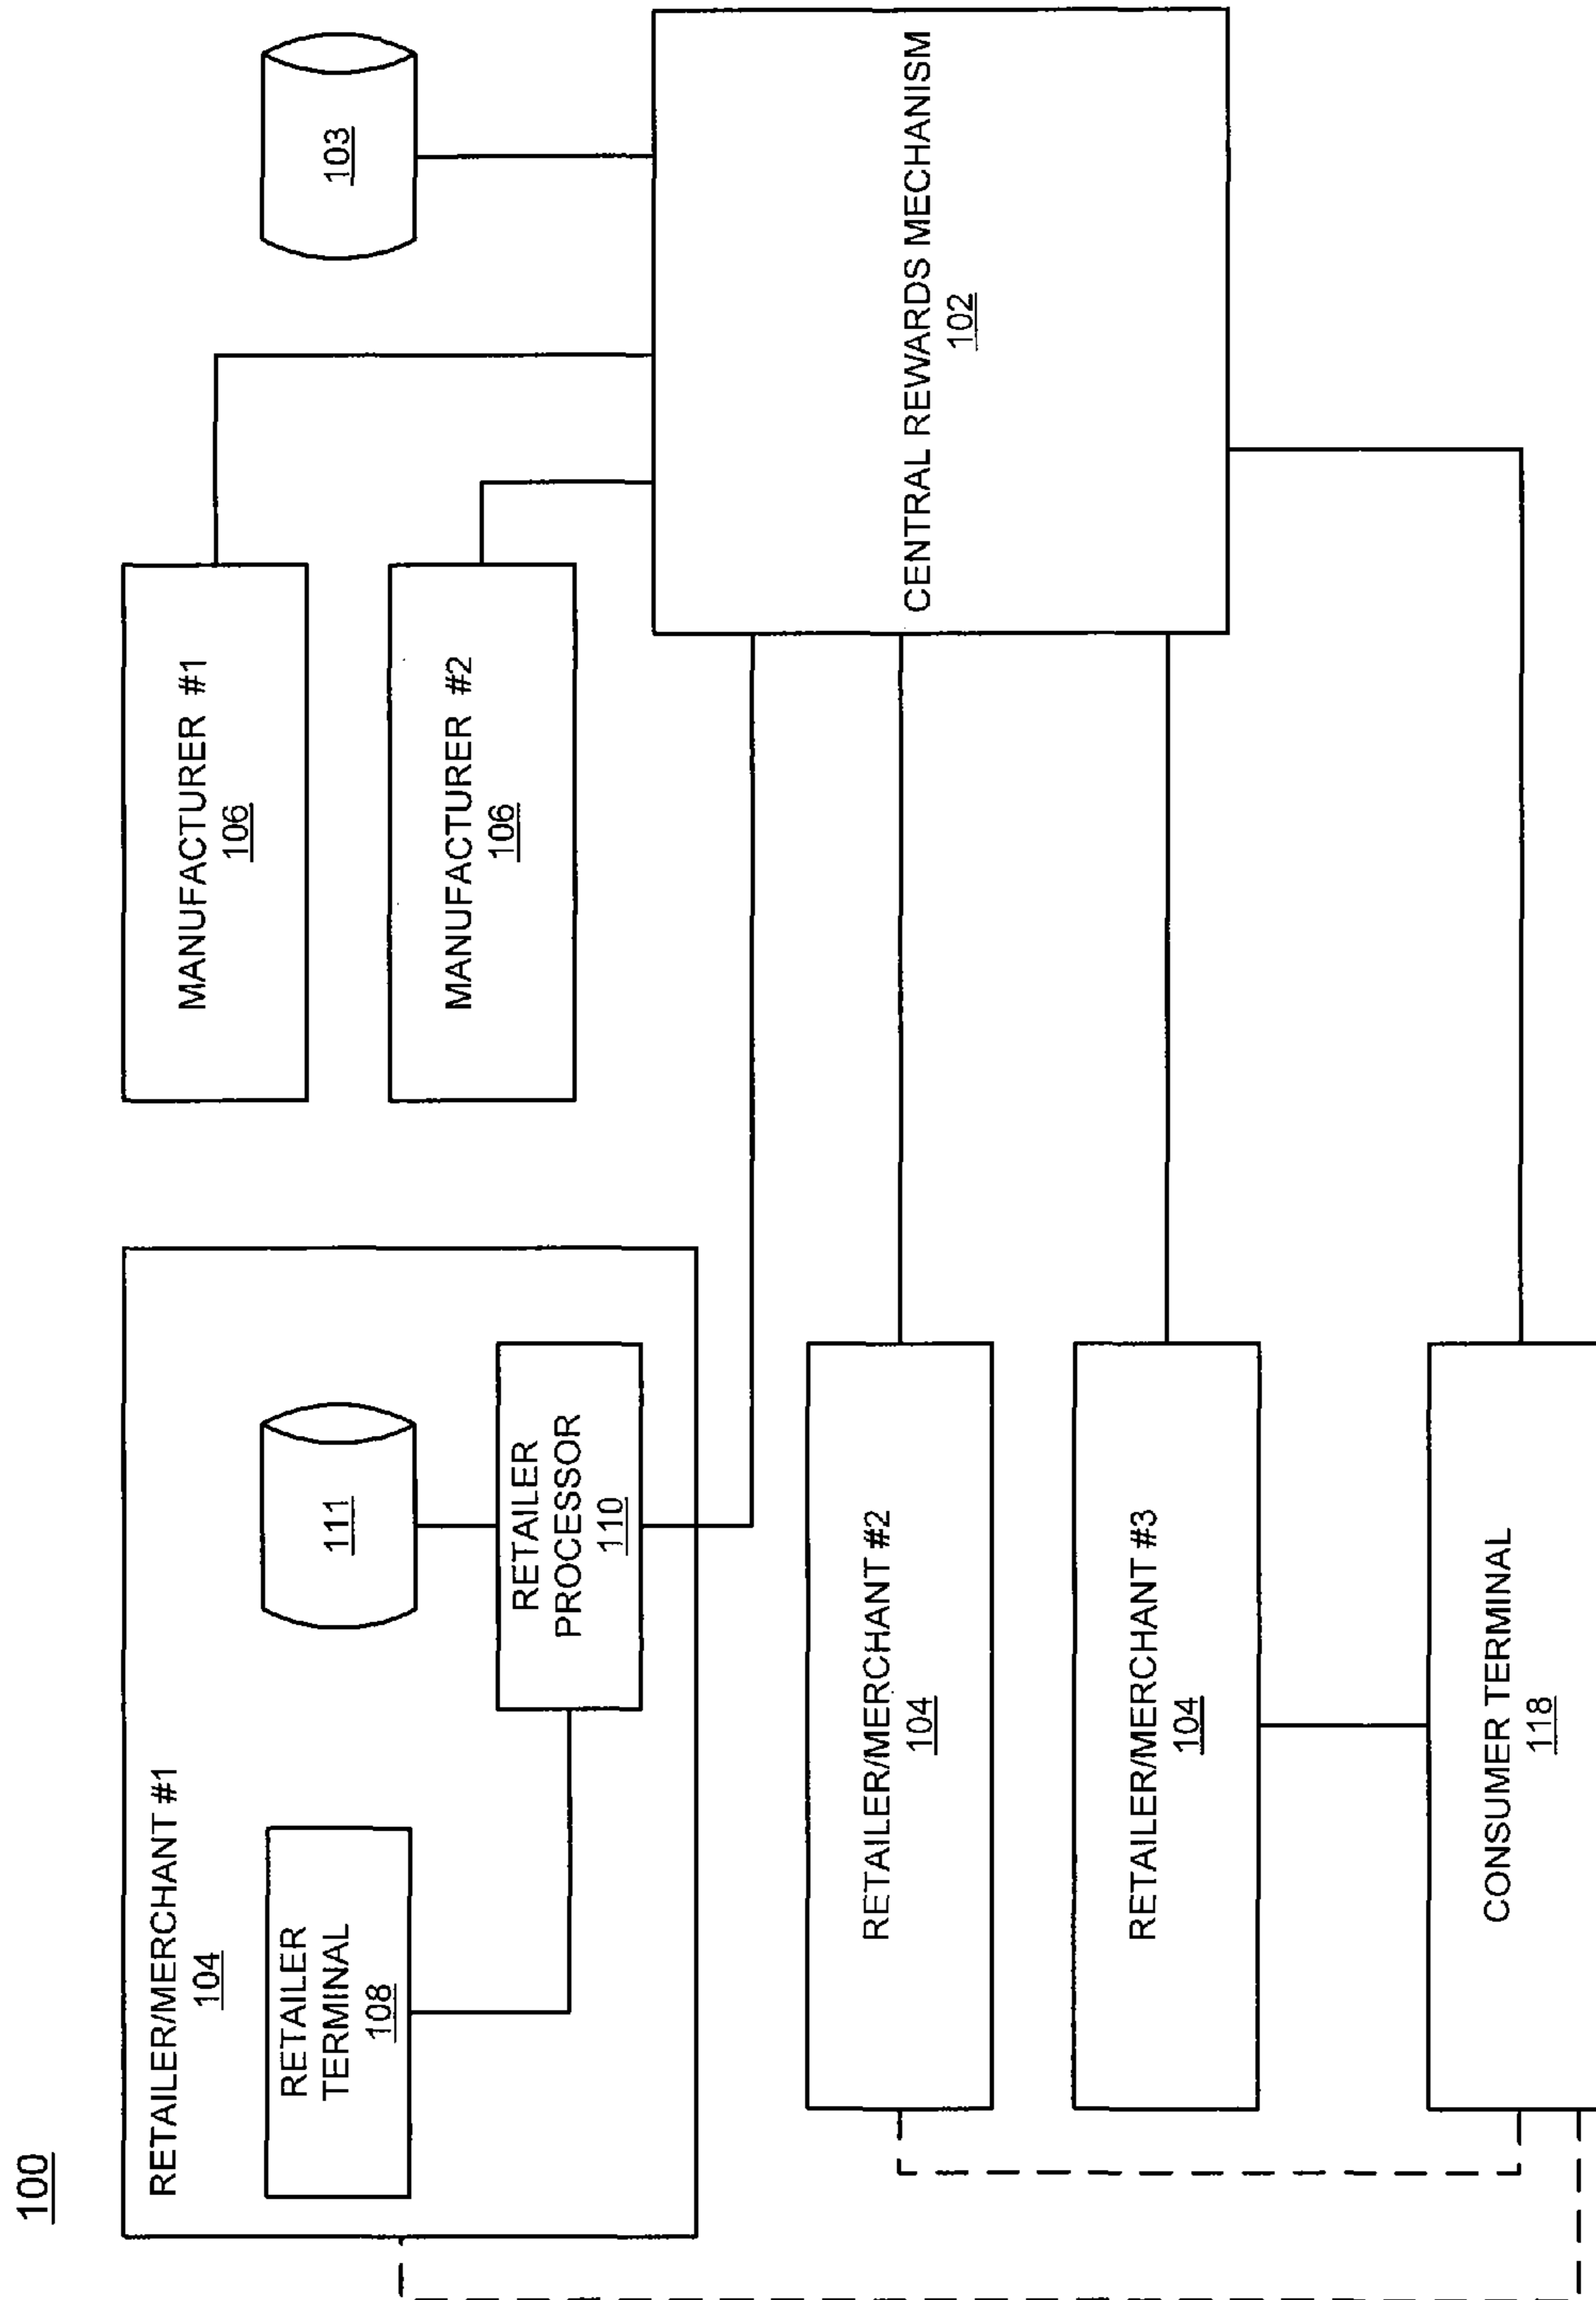 100
RETAILER/MERCHANT #1
104
RETAILER
TERMINAL
108
111
RETAILER
PROCESSOR
110
MANUFACTURER #1
106
MANUFACTURER #2
106
103
CENTRAL REWARDS MECHANISM
102
RETAILER/MERCHANT #2
104
RETAILER/MERCHANT #3
104
CONSUMER TERMINAL
118